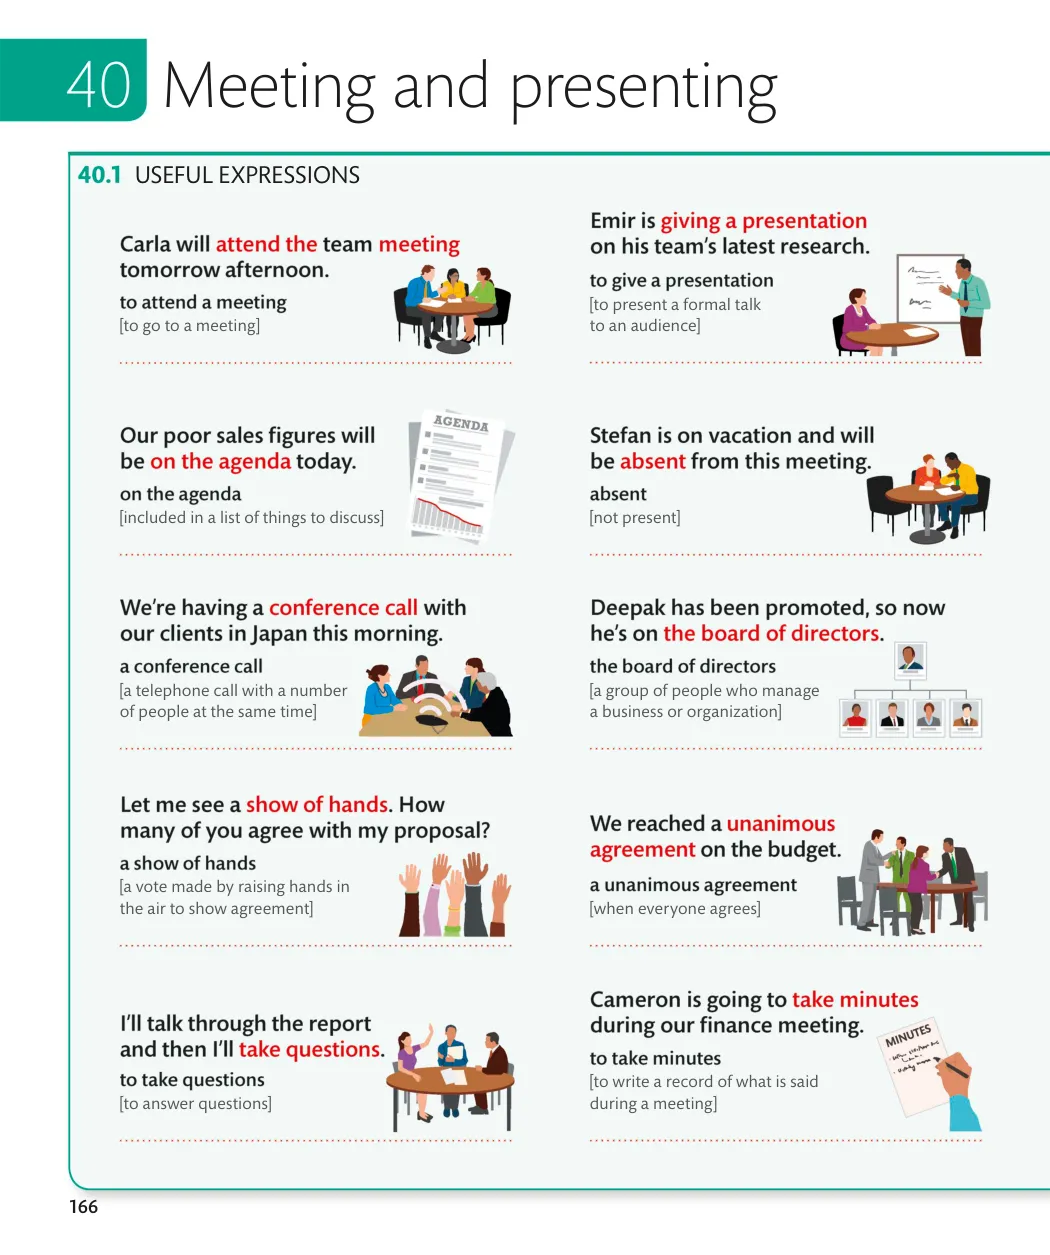 40 Meeting and presenting
40.1 USEFUL EXPRESSIONS
Carla will attend the team meeting
tomorrow afternoon.
to attend a meeting
[to go to a meeting]
Emir is giving a presentation
on his team's latest research.
to give a presentation
[to present a formal talk
to an audience]
Our poor sales figures will
be on the agenda today.
on the agenda
[included in a list of things to discuss]
AGENDA
Stefan is on vacation and will
be absent from this meeting.
absent
[not present]
We're having a conference call with
our clients in Japan this morning.
a conference call
[a telephone call with a number
of people at the same time]
Deepak has been promoted, so now
he's on the board of directors.
the board of directors
[a group of people who manage
a business or organization]
Let me see a show of hands. How
many of you agree with my proposal?
a show of hands
[a vote made by raising hands in
the air to show agreement]
We reached a unanimous
agreement on the budget.
a unanimous agreement
[when everyone agrees]
I'll talk through the report
and then I'll take questions.
to take questions
[to answer questions]
Cameron is going to take minutes
during our finance meeting.
to take minutes
[to write a record of what is said
during a meeting]
MINUTES
166